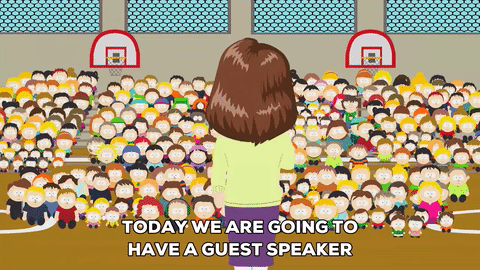 TODAY WE ARE GOING TO
HAVE A GUEST SPEAKER